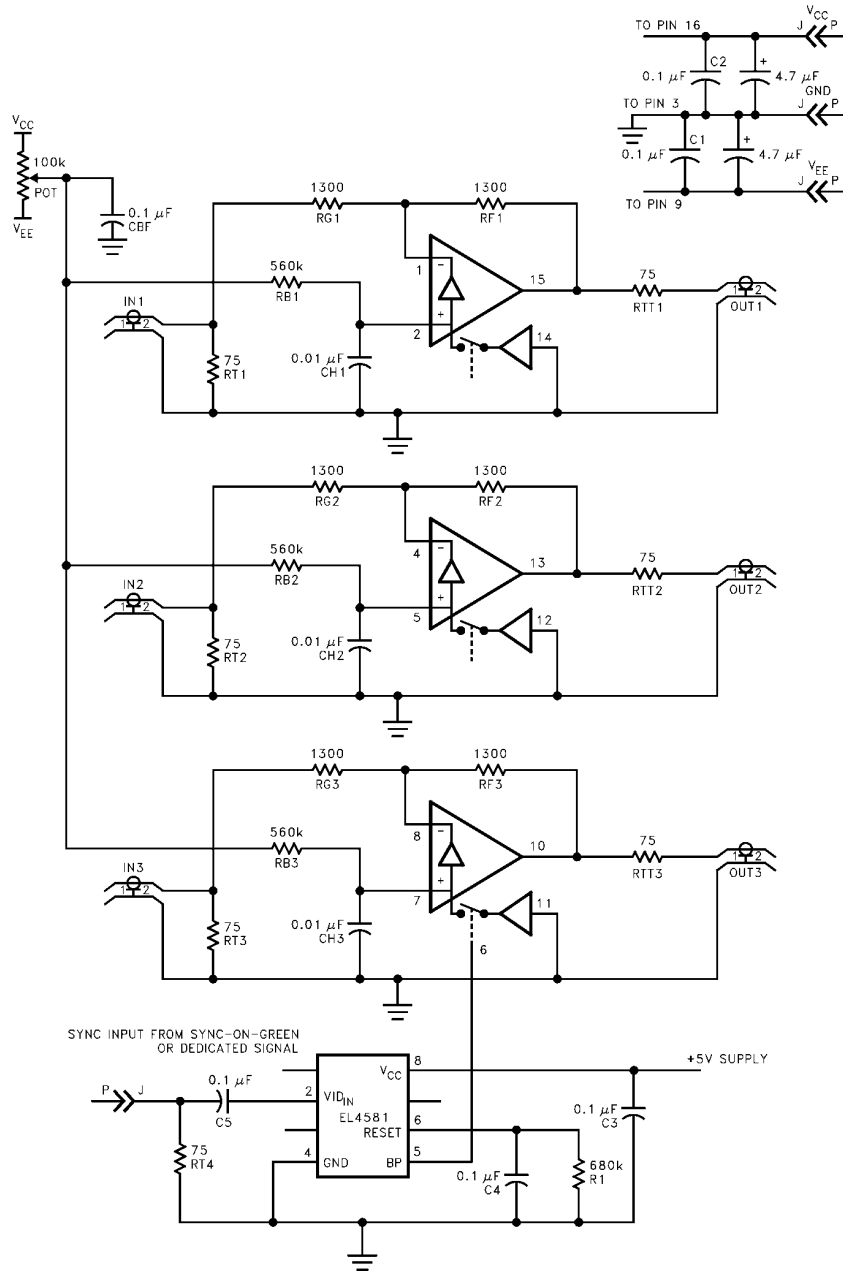 TO PIN 16
V_CC
J P
C2
0.1 µF
+
4.7 µF
GND
TO PIN 3
J P
C1
0.1 µF
+
4.7 µF
V_EE
J P
TO PIN 9
V_CC
100k
POT
V_EE
0.1 µF
CBF
1300
RG1
1300
RF1
560k
RB1
1
−
15
75
RTT1
1 2
OUT1
IN1
1 2
+
2
14
75
RT1
0.01 µF
CH1
1300
RG2
1300
RF2
560k
RB2
4
−
13
75
RTT2
1 2
OUT2
IN2
1 2
+
5
12
75
RT2
0.01 µF
CH2
1300
RG3
1300
RF3
560k
RB3
8
−
10
75
RTT3
1 2
OUT3
IN3
1 2
+
7
11
75
RT3
0.01 µF
CH3
6
SYNC INPUT FROM SYNC-ON-GREEN
OR DEDICATED SIGNAL
8
V_CC
+5V SUPPLY
P J
0.1 µF
C5
2
VID_IN
EL4581
RESET
6
0.1 µF
C3
75
RT4
4
GND
BP
5
0.1 µF
C4
680k
R1